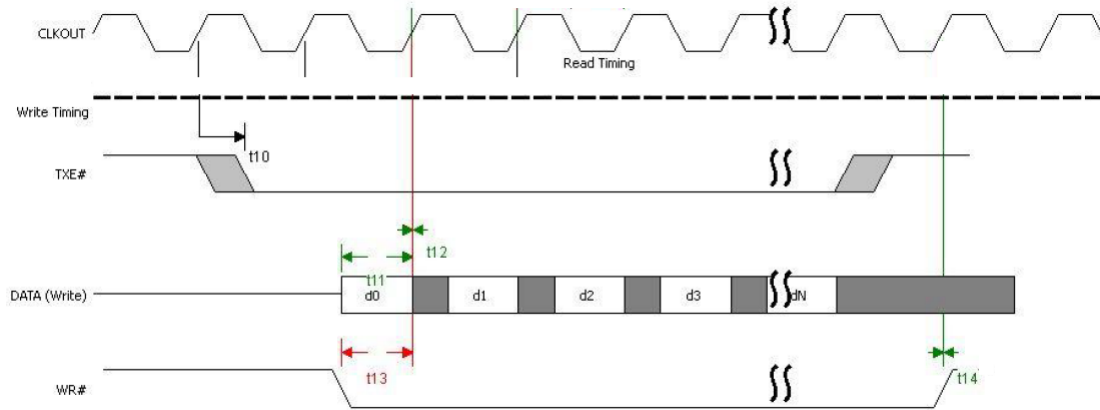 CLKOUT
Read Timing
Write Timing
t10
TXE#
t12
t11
DATA (Write) d0 d1 d2 d3 dN
t13
t14
WR#